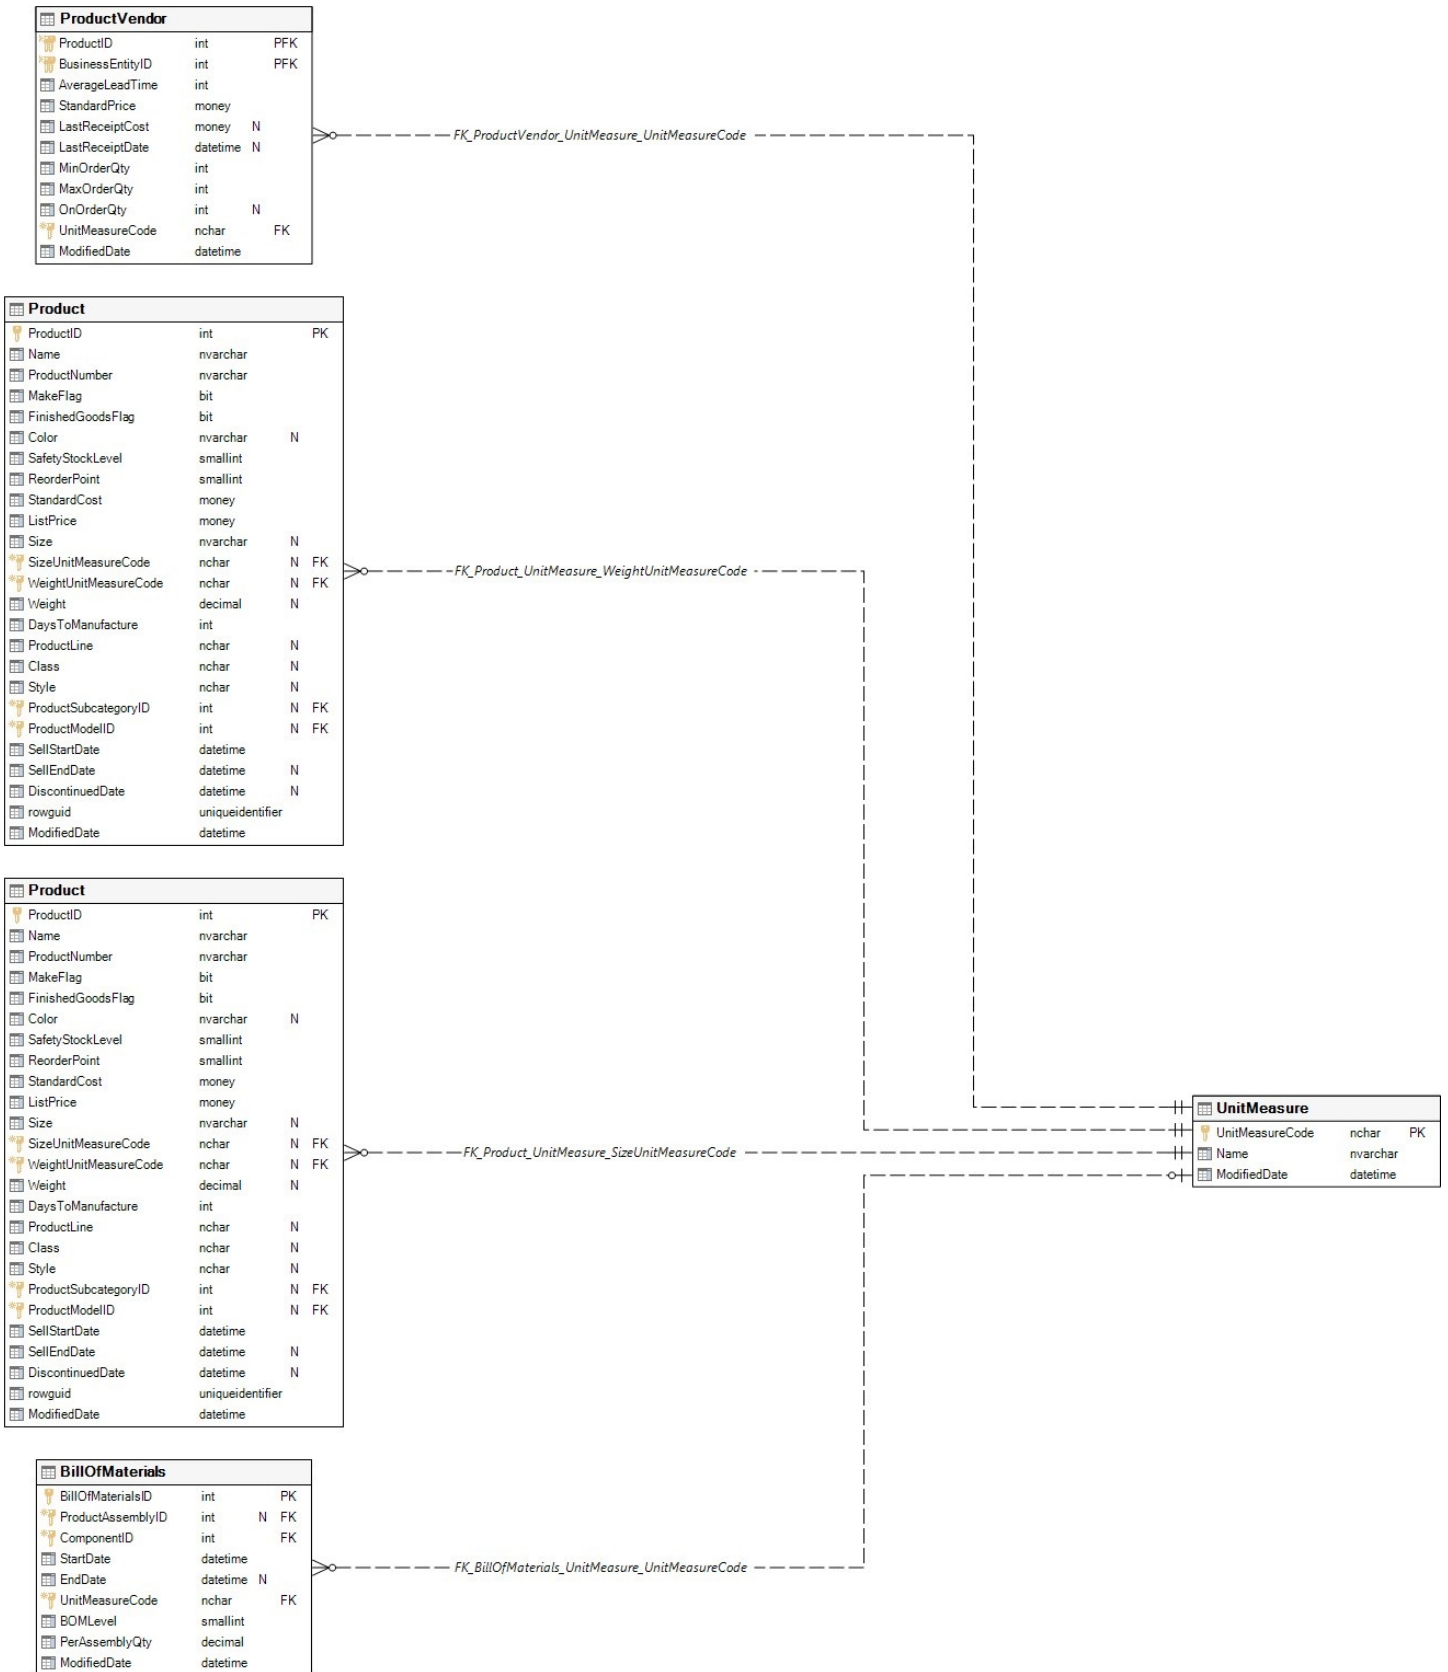 ProductVendor
ProductID int PFK
BusinessEntityID int PFK
AverageLeadTime int
StandardPrice money
LastReceiptCost money N
LastReceiptDate datetime N
MinOrderQty int
MaxOrderQty int
OnOrderQty int N
UnitMeasureCode nchar FK
ModifiedDate datetime
FK_ProductVendor_UnitMeasure_UnitMeasureCode
Product
ProductID int PK
Name nvarchar
ProductNumber nvarchar
MakeFlag bit
FinishedGoodsFlag bit
Color nvarchar N
SafetyStockLevel smallint
ReorderPoint smallint
StandardCost money
ListPrice money
Size nvarchar N
SizeUnitMeasureCode nchar N FK
WeightUnitMeasureCode nchar N FK
Weight decimal N
DaysToManufacture int
ProductLine nchar N
Class nchar N
Style nchar N
ProductSubcategoryID int N FK
ProductModelID int N FK
SellStartDate datetime
SellEndDate datetime N
DiscontinuedDate datetime N
rowguid uniqueidentifier
ModifiedDate datetime
FK_Product_UnitMeasure_WeightUnitMeasureCode
Product
ProductID int PK
Name nvarchar
ProductNumber nvarchar
MakeFlag bit
FinishedGoodsFlag bit
Color nvarchar N
SafetyStockLevel smallint
ReorderPoint smallint
StandardCost money
ListPrice money
Size nvarchar N
SizeUnitMeasureCode nchar N FK
WeightUnitMeasureCode nchar N FK
Weight decimal N
DaysToManufacture int
ProductLine nchar N
Class nchar N
Style nchar N
ProductSubcategoryID int N FK
ProductModelID int N FK
SellStartDate datetime
SellEndDate datetime N
DiscontinuedDate datetime N
rowguid uniqueidentifier
ModifiedDate datetime
FK_Product_UnitMeasure_SizeUnitMeasureCode
UnitMeasure
UnitMeasureCode nchar PK
Name nvarchar
ModifiedDate datetime
BillOfMaterials
BillOfMaterialsID int PK
ProductAssemblyID int N FK
ComponentID int FK
StartDate datetime
EndDate datetime N
UnitMeasureCode nchar FK
BOMLevel smallint
PerAssemblyQty decimal
ModifiedDate datetime
FK_BillOfMaterials_UnitMeasure_UnitMeasureCode